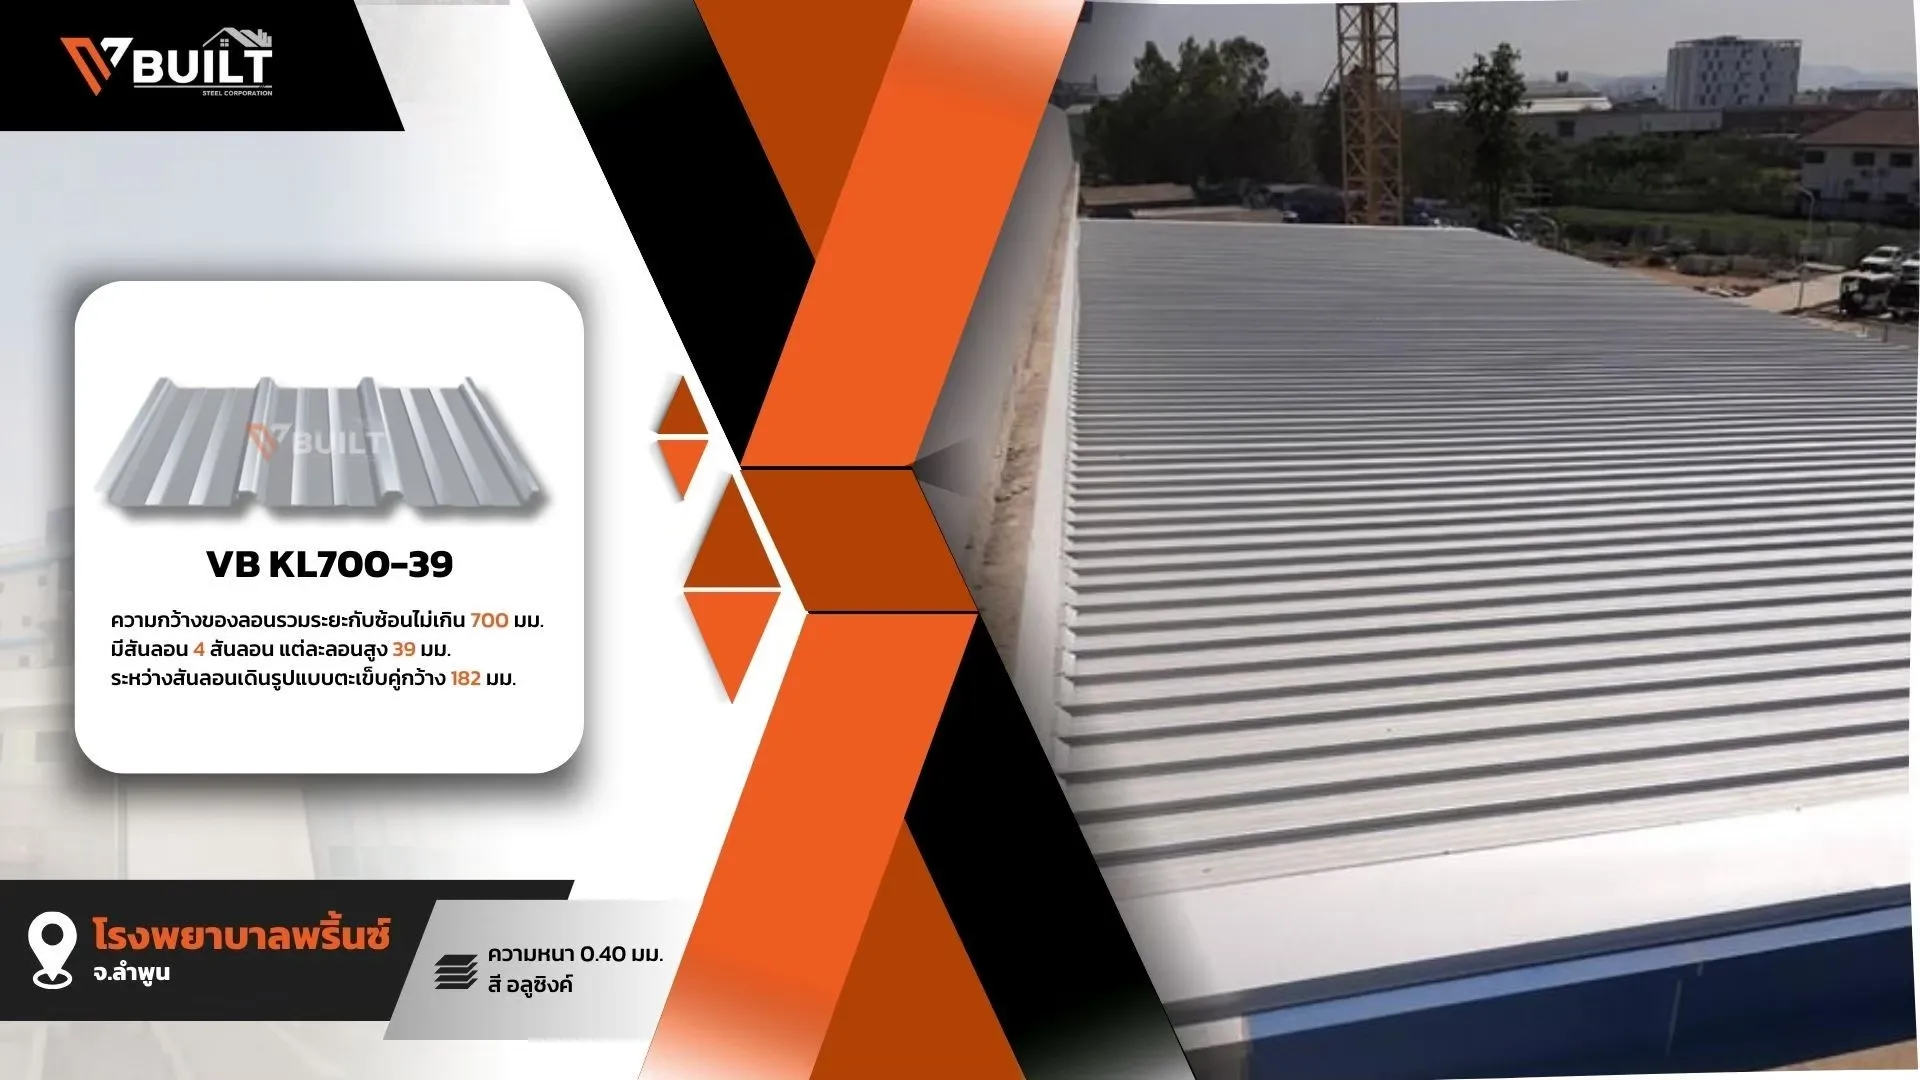 VBUILT
STEEL CORPORATION
VBUILT
VB KL700-39
ความกว้างของลอนรวมระยะทับซ้อนไม่เกิน 700 มม.
มีสันลอน 4 สันลอน แต่ละลอนสูง 39 มม.
ระหว่างสันลอนเดินรูปแบบตะเข็บคู่กว้าง 182 มม.
โรงพยาบาลพริ้นซ์
จ.ลำพูน
ความหนา 0.40 มม.
สี อลูซิงค์